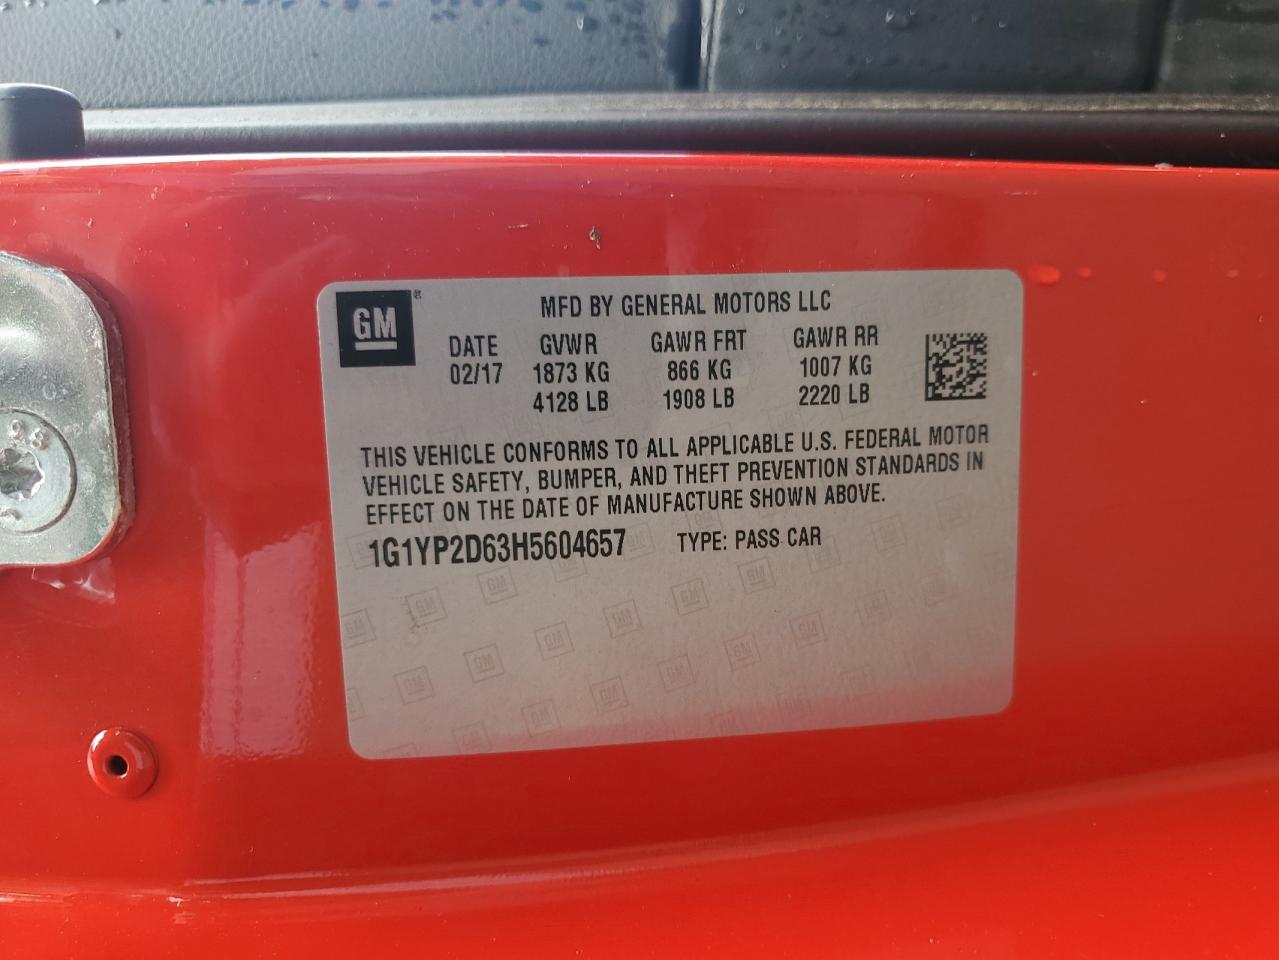 GM® MFD BY GENERAL MOTORS LLC
DATE GVWR GAWR FRT GAWR RR
02/17 1873 KG 866 KG 1007 KG
4128 LB 1908 LB 2220 LB
THIS VEHICLE CONFORMS TO ALL APPLICABLE U.S. FEDERAL MOTOR
VEHICLE SAFETY, BUMPER, AND THEFT PREVENTION STANDARDS IN
EFFECT ON THE DATE OF MANUFACTURE SHOWN ABOVE.
1G1YP2D63H5604657 TYPE: PASS CAR